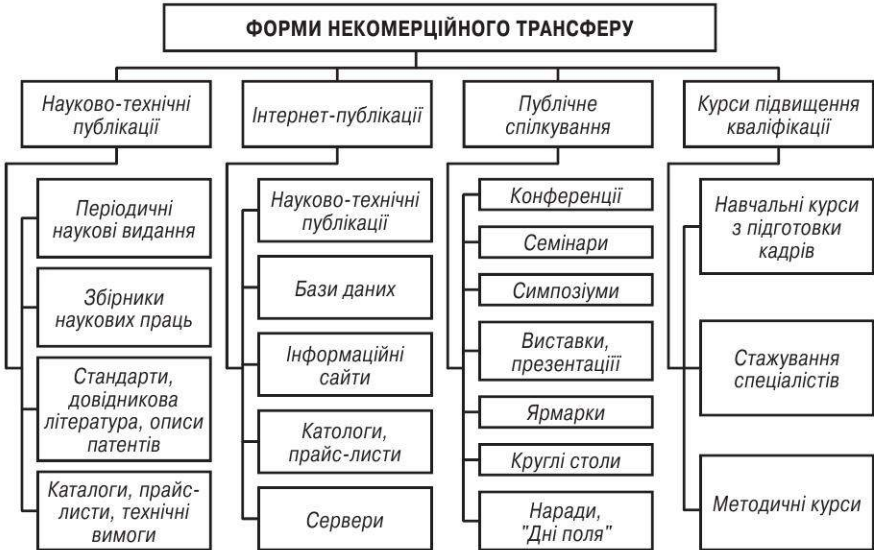 ФОРМИ НЕКОМЕРЦІЙНОГО ТРАНСФЕРУ
Науково-технічні
публікації
Періодичні
наукові видання
Збірники
наукових праць
Стандарти,
довідникова
література, описи
патентів
Каталоги, прайс-
листи, технічні
вимоги
Інтернет-публікації
Науково-технічні
публікації
Бази даних
Інформаційні
сайти
Катологи,
прайс-листи
Сервери
Публічне
спілкування
Конференції
Семінари
Симпозіуми
Виставки,
презентаціїї
Ярмарки
Круглі столи
Наради,
"Дні поля"
Курси підвищення
кваліфікації
Навчальні курси
з підготовки
кадрів
Стажування
спеціалістів
Методичні курси